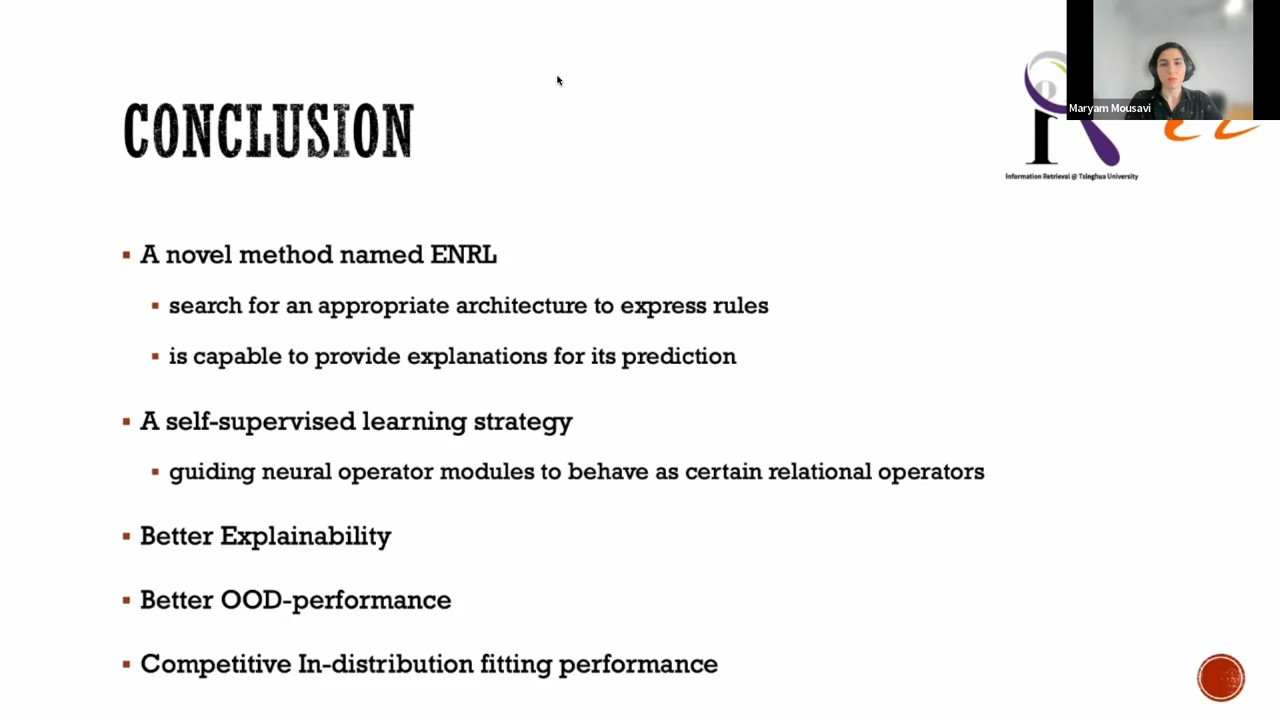 Maryam Mousavi
CONCLUSION
Information Retrieval @ Tsinghua University
A novel method named ENRL
search for an appropriate architecture to express rules
is capable to provide explanations for its prediction
A self-supervised learning strategy
guiding neural operator modules to behave as certain relational operators
Better Explainability
Better OOD-performance
Competitive In-distribution fitting performance